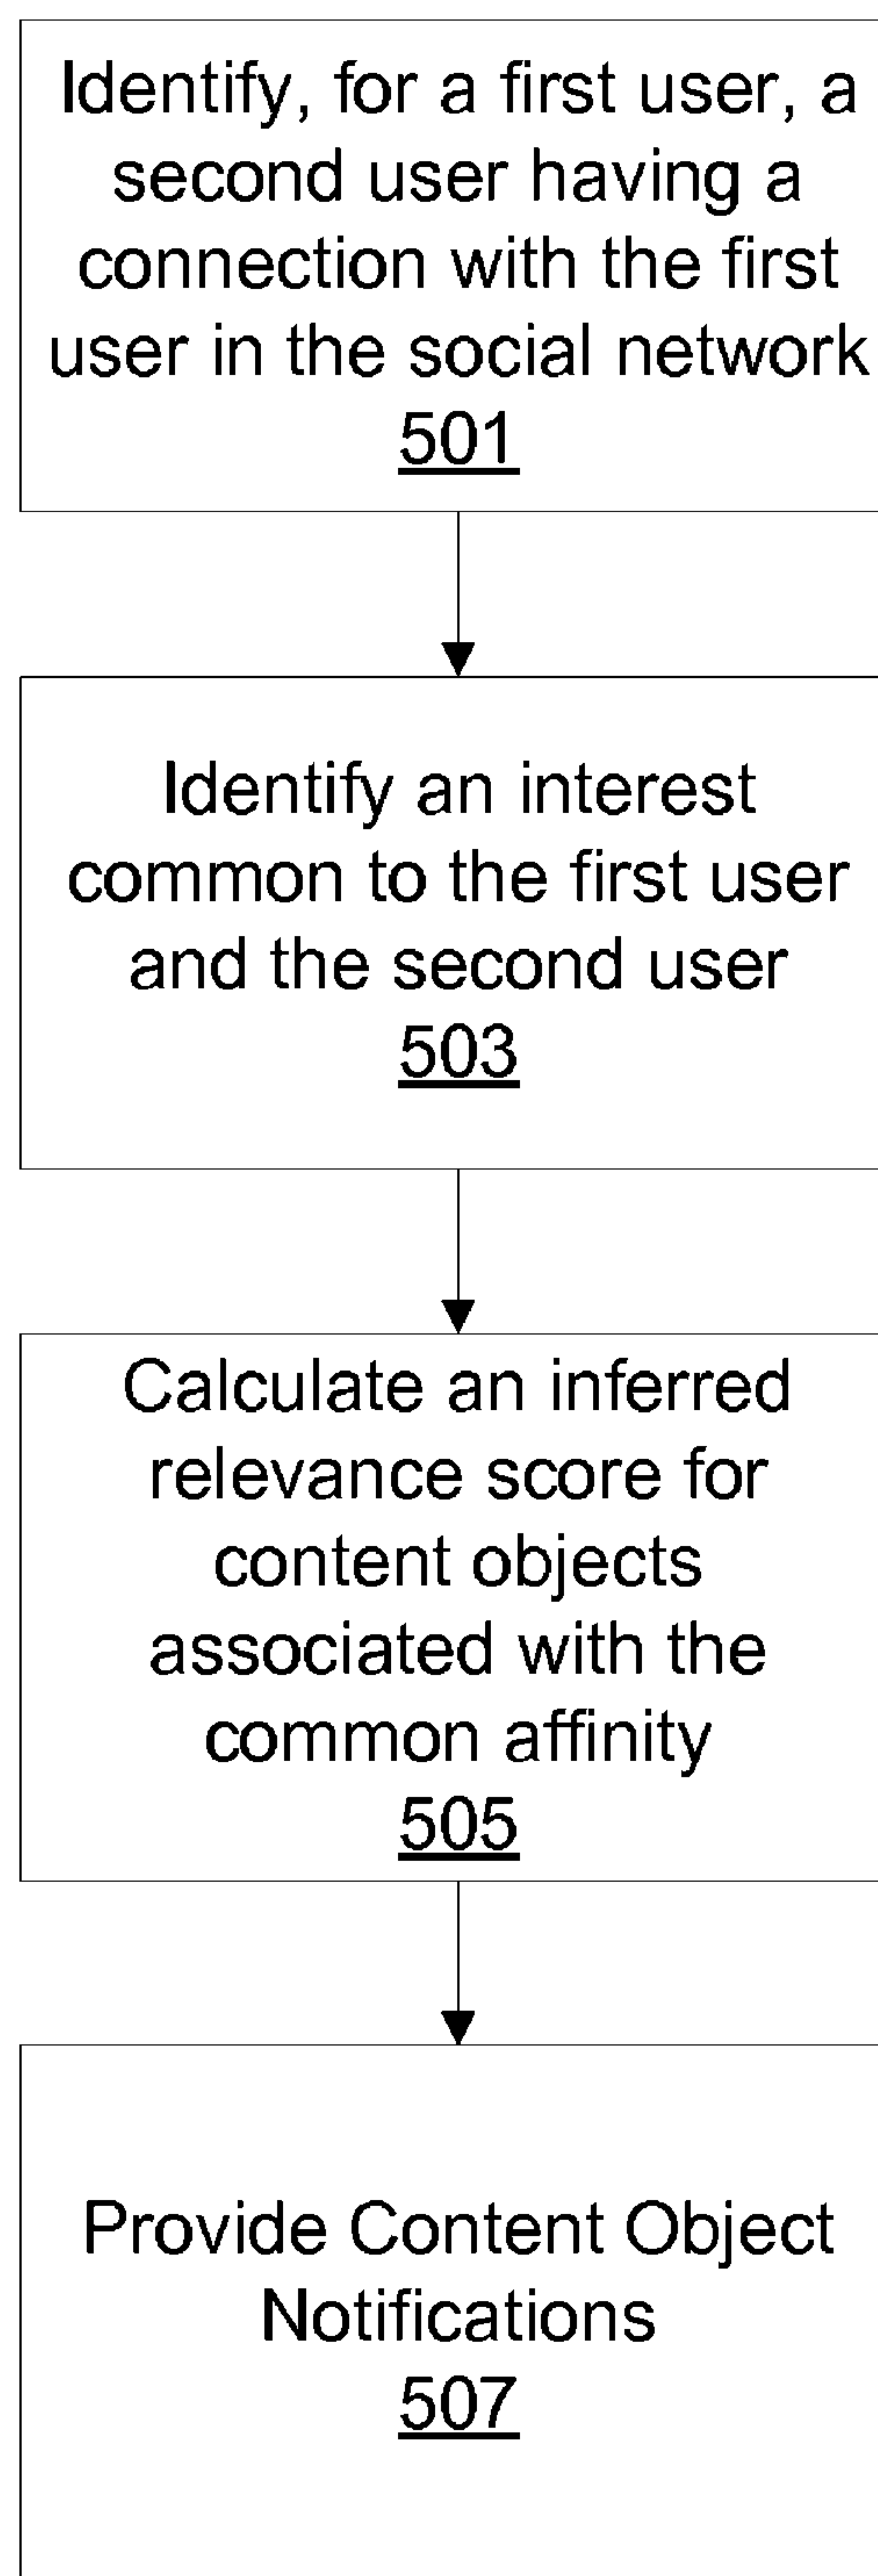 Identify, for a first user, a
second user having a
connection with the first
user in the social network
501
Identify an interest
common to the first user
and the second user
503
Calculate an inferred
relevance score for
content objects
associated with the
common affinity
505
Provide Content Object
Notifications
507